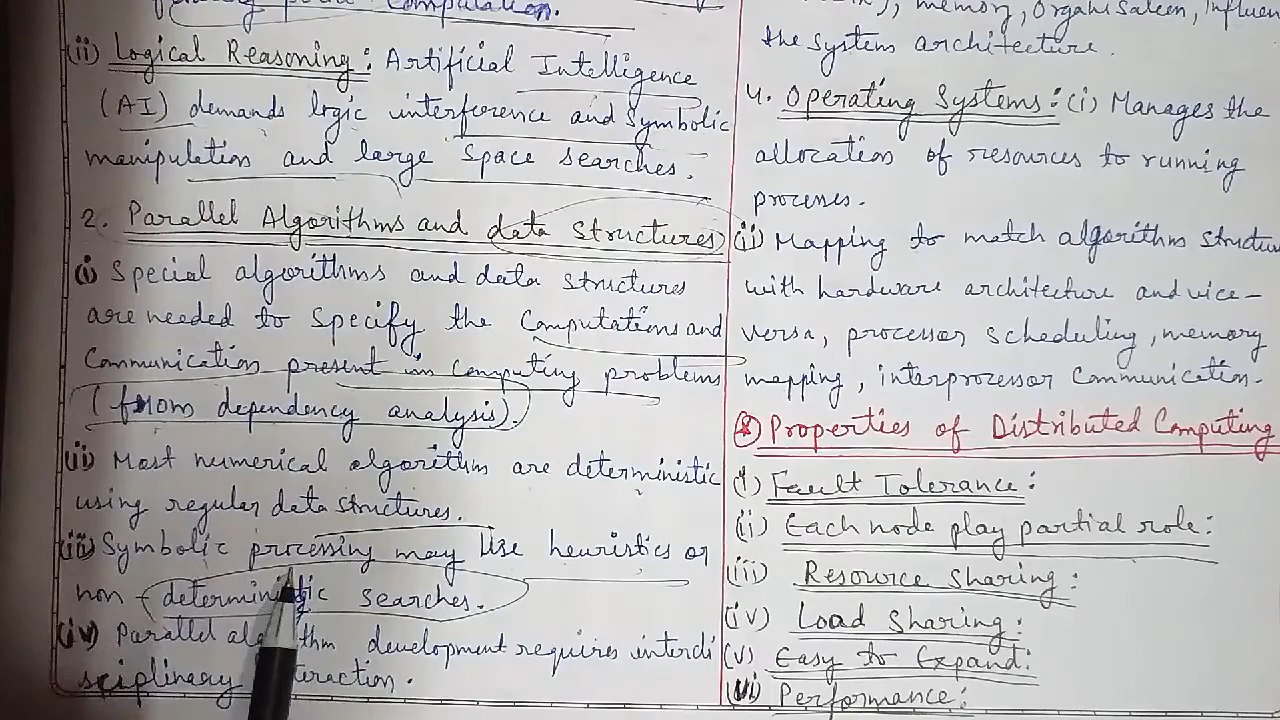 computation.
(ii) Logical Reasoning: Artificial Intelligence
(AI) demands logic interference and Symbolic
manipulation and large Space searches.
2. Parallel Algorithms and data structures
(i) Special algorithms and data structures
are needed to specify the Computations and
Communication present in computing problems
(from dependency analysis).
(ii) Most numerical algorithm are deterministic
using regular data structures.
(iii) Symbolic processing may Use heuristics or
non-deterministic searches.
(iv) Parallel development requires interdi
sciplinary
memory, Organisation, Influen
the system architecture.
4. Operating Systems: (i) Manages the
allocation of resources to running
processes.
(ii) Mapping to match algorithm structu
with hardware architecture and vice-
versa, processor scheduling, memory
mapping, interprocessor Communication.
Properties of Distributed Computing
(i) Fault Tolerance:
(ii) Each node play partial role:
(iii) Resource Sharing:
(iv) Load Sharing:
(v) Easy to Expand:
(vi) Performance: